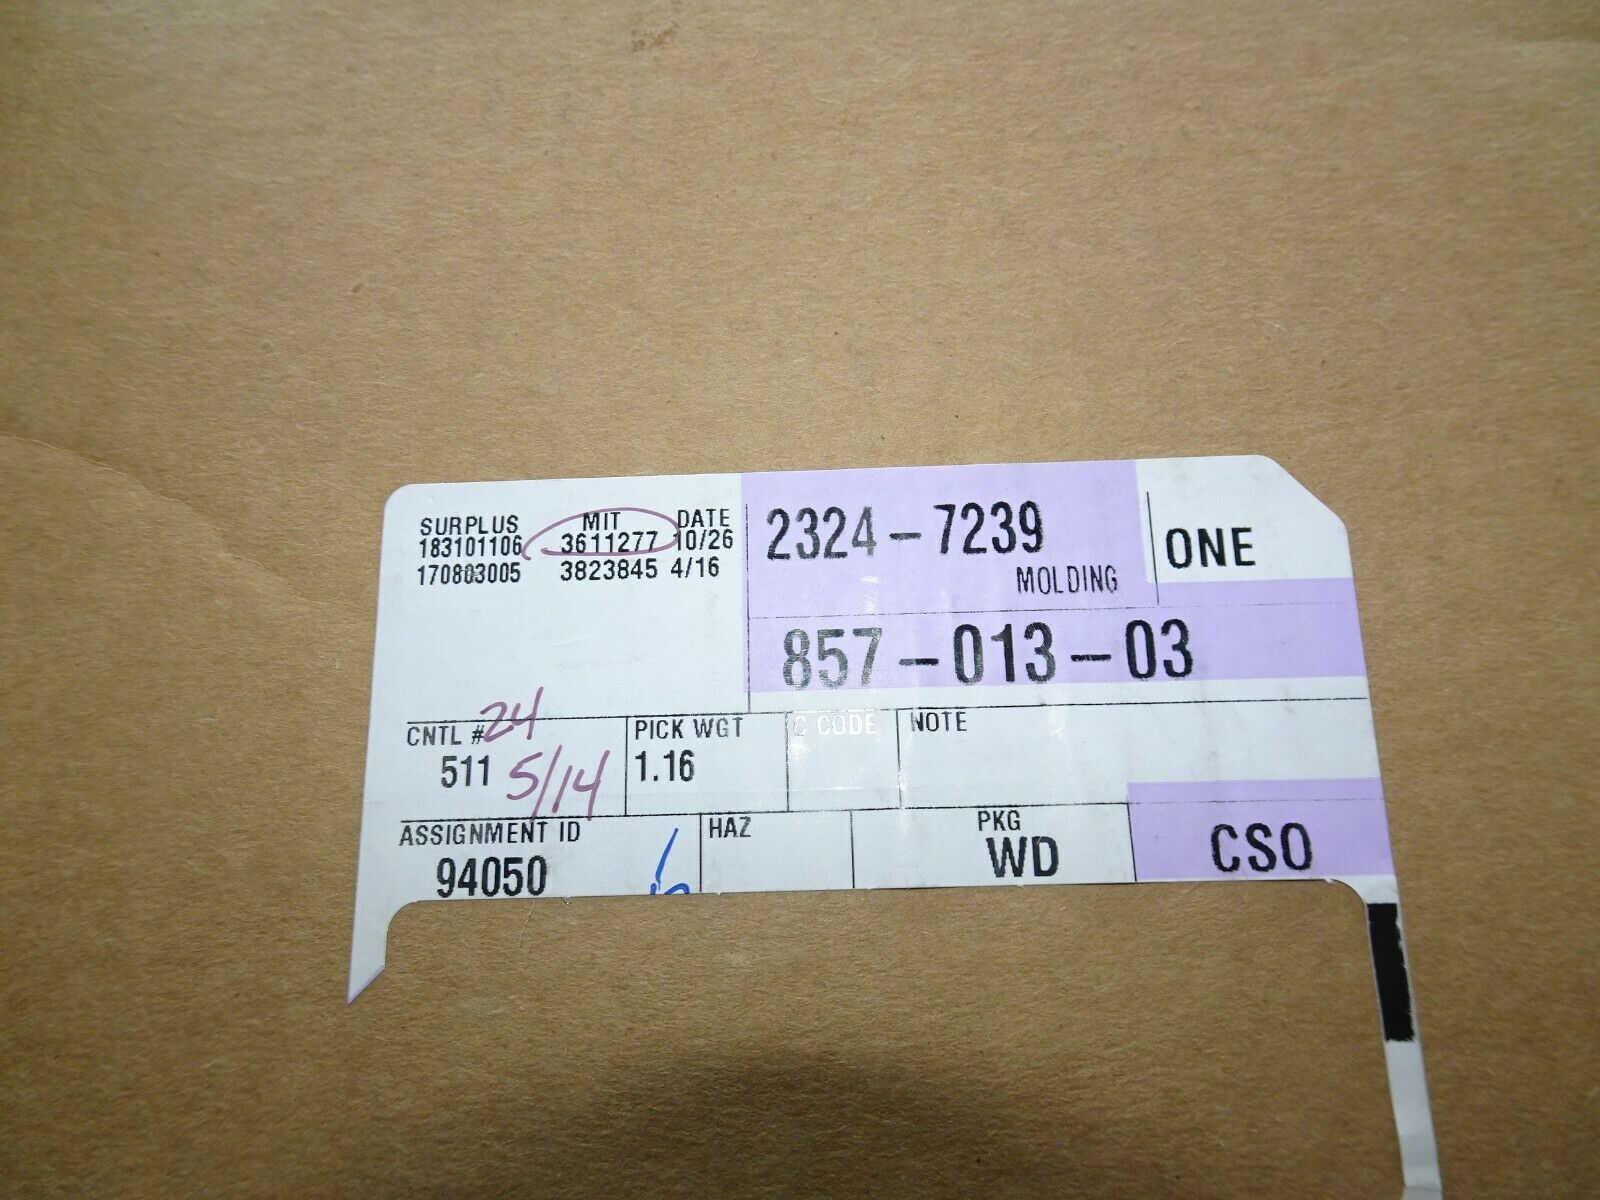 SURPLUS MIT DATE
183101106 3611277 10/26
170803005 3823845 4/16
2324-7239
MOLDING
ONE
857-013-03
CNTL # 24
511 5/14
PICK WGT
1.16
C CODE
NOTE
ASSIGNMENT ID
94050
HAZ
PKG
WD
CSO